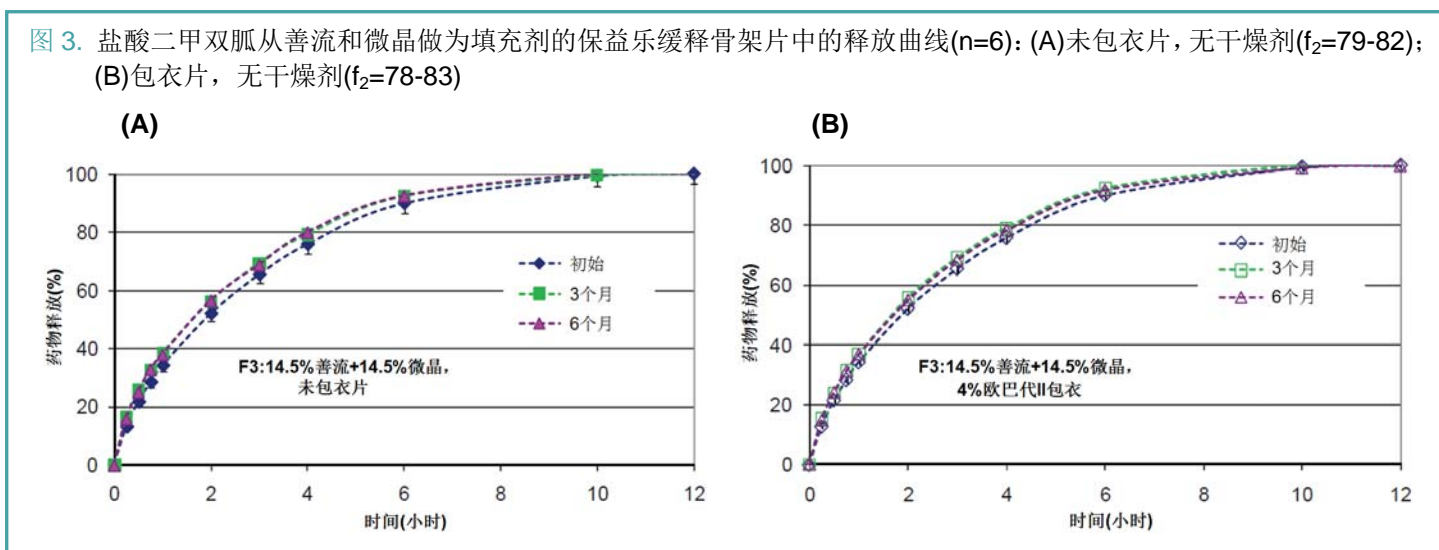 图 3. 盐酸二甲双胍从善流和微晶做为填充剂的保益乐缓释骨架片中的释放曲线(n=6)：(A)未包衣片，无干燥剂(f₂=79-82)；
(B)包衣片，无干燥剂(f₂=78-83)
(A)
药物释放(%)
100
80
60
40
20
0
初始
3个月
6个月
F3:14.5%善流+14.5%微晶，
未包衣片
0 2 4 6 8 10 12
时间(小时)
(B)
药物释放(%)
100
80
60
40
20
0
初始
3个月
6个月
F3:14.5%善流+14.5%微晶，
4%欧巴代II包衣
0 2 4 6 8 10 12
时间(小时)